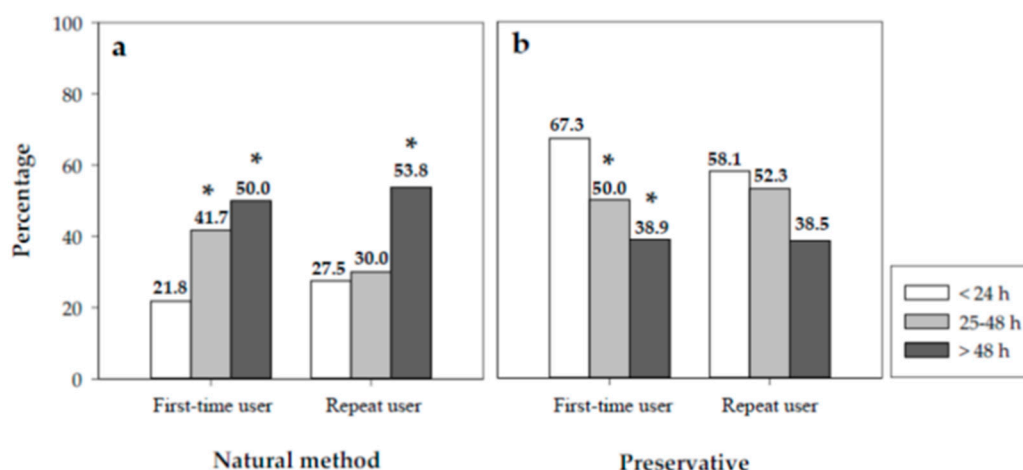 a
b
Percentage
100
80
60
40
20
0
21.8
*
41.7
*
50.0
27.5
30.0
*
53.8
67.3
*
50.0
*
38.9
58.1
52.3
38.5
First-time user
Repeat user
First-time user
Repeat user
Natural method
Preservative
< 24 h
25-48 h
> 48 h